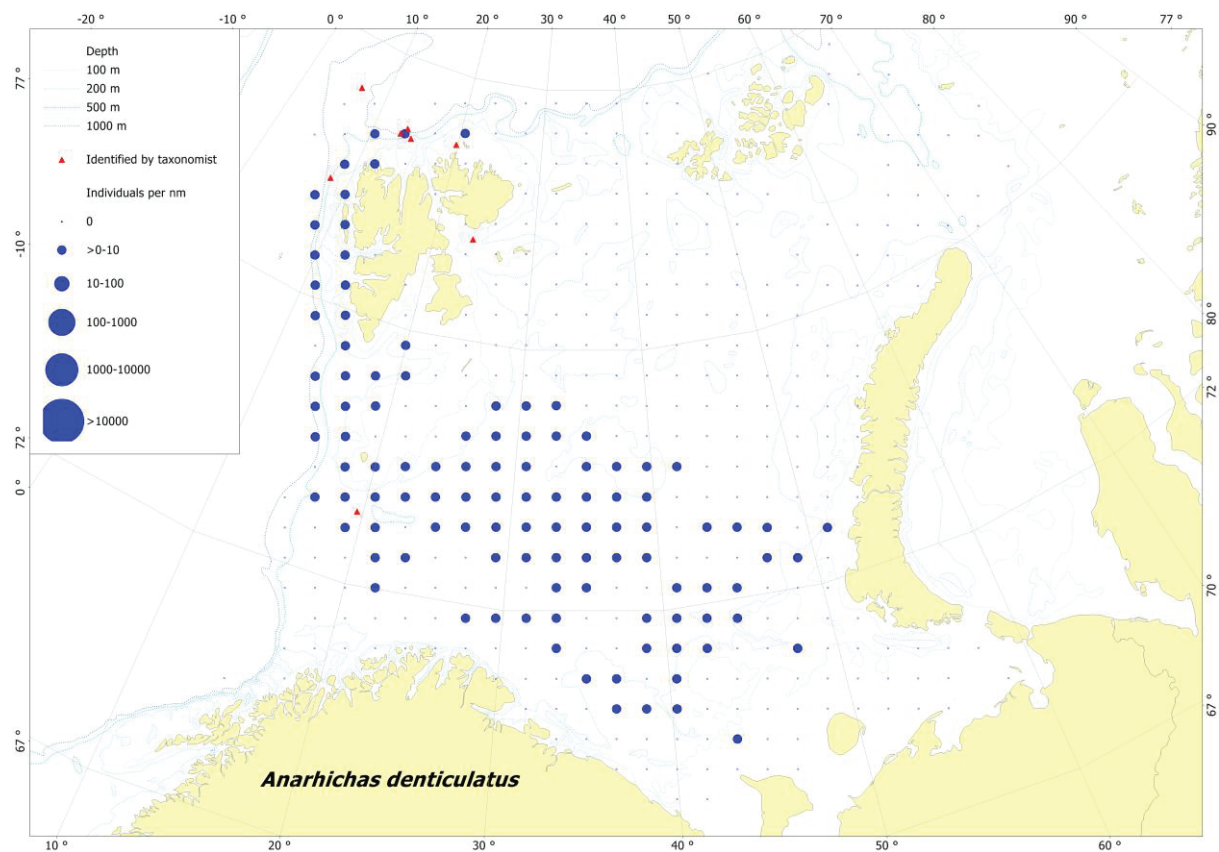 -20 ° -10 ° 0 ° 10 ° 20 ° 30 ° 40 ° 50 ° 60 ° 70 ° 80 ° 90 ° 77 °
Depth
100 m
200 m
500 m
1000 m
Identified by taxonomist
Individuals per nm
0
>0-10
10-100
100-1000
1000-10000
>10000
77 °
-10 °
72 °
0 °
67 °
90 °
80 °
72 °
70 °
67 °
Anarhichas denticulatus
10 ° 20 ° 30 ° 40 ° 50 ° 60 °